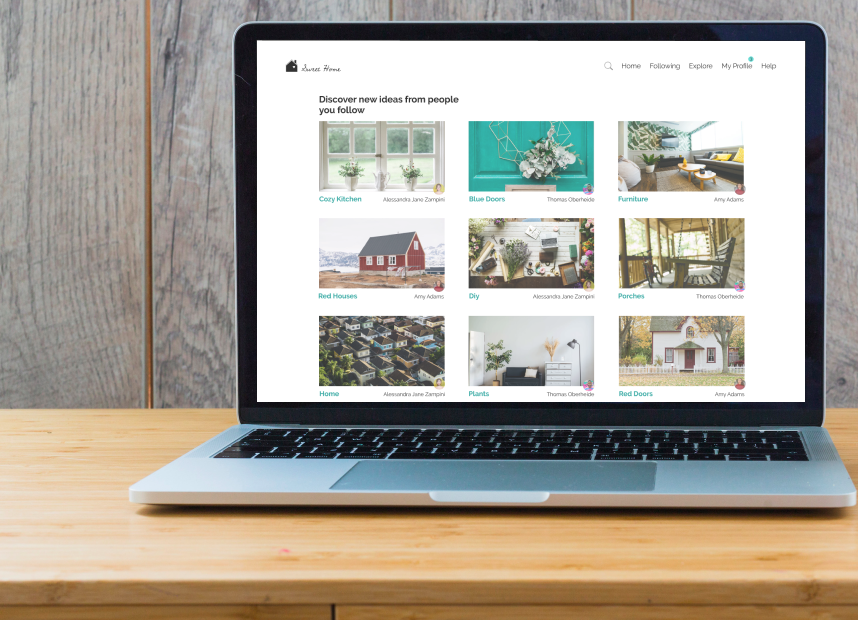 Sweet Home
Home Following Explore My Profile Help
Discover new ideas from people
you follow
Cozy Kitchen Alessandra Jane Zampini
Blue Doors Thomas Oberheide
Furniture Amy Adams
Red Houses Amy Adams
Diy Alessandra Jane Zampini
Porches Thomas Oberheide
Home Alessandra Jane Zampini
Plants Thomas Oberheide
Red Doors Amy Adams